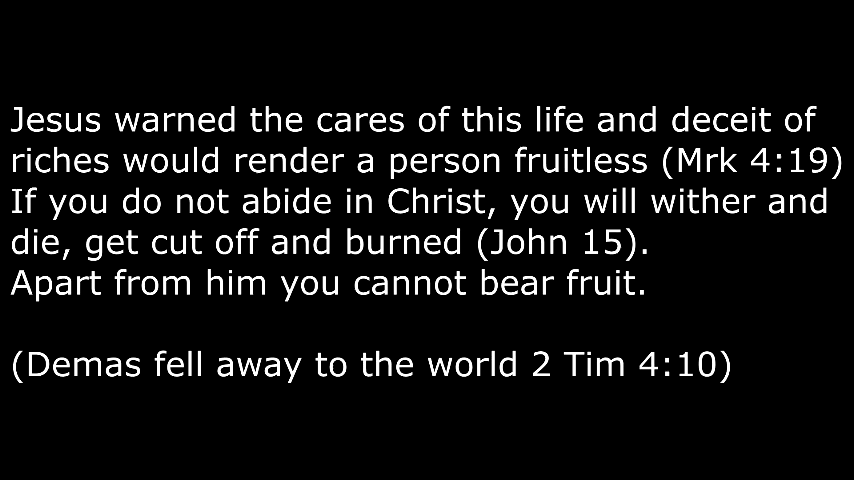 Jesus warned the cares of this life and deceit of
riches would render a person fruitless (Mrk 4:19)
If you do not abide in Christ, you will wither and
die, get cut off and burned (John 15).
Apart from him you cannot bear fruit.
(Demas fell away to the world 2 Tim 4:10)